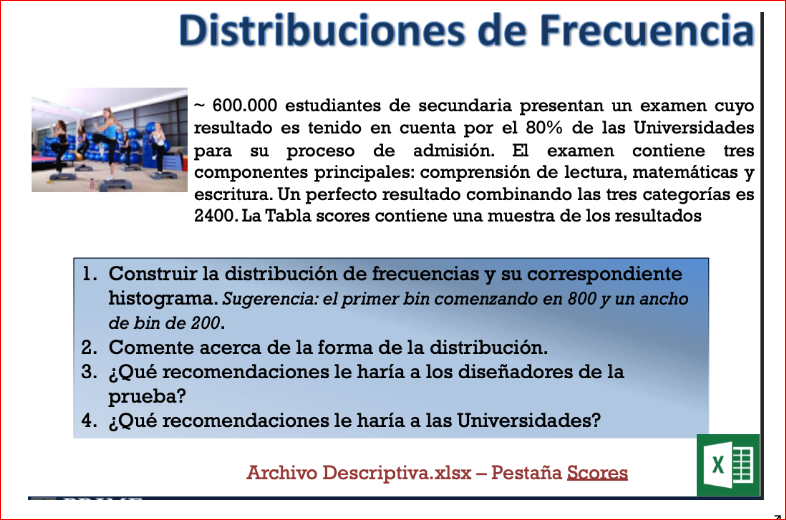 Distribuciones de Frecuencia
~ 600.000 estudiantes de secundaria presentan un examen cuyo
resultado es tenido en cuenta por el 80% de las Universidades
para su proceso de admisión. El examen contiene tres
componentes principales: comprensión de lectura, matemáticas y
escritura. Un perfecto resultado combinando las tres categorías es
2400. La Tabla scores contiene una muestra de los resultados
1. Construir la distribución de frecuencias y su correspondiente
histograma. Sugerencia: el primer bin comenzando en 800 y un ancho
de bin de 200.
2. Comente acerca de la forma de la distribución.
3. ¿Qué recomendaciones le haría a los diseñadores de la
prueba?
4. ¿Qué recomendaciones le haría a las Universidades?
X
Archivo Descriptiva.xlsx – Pestaña Scores